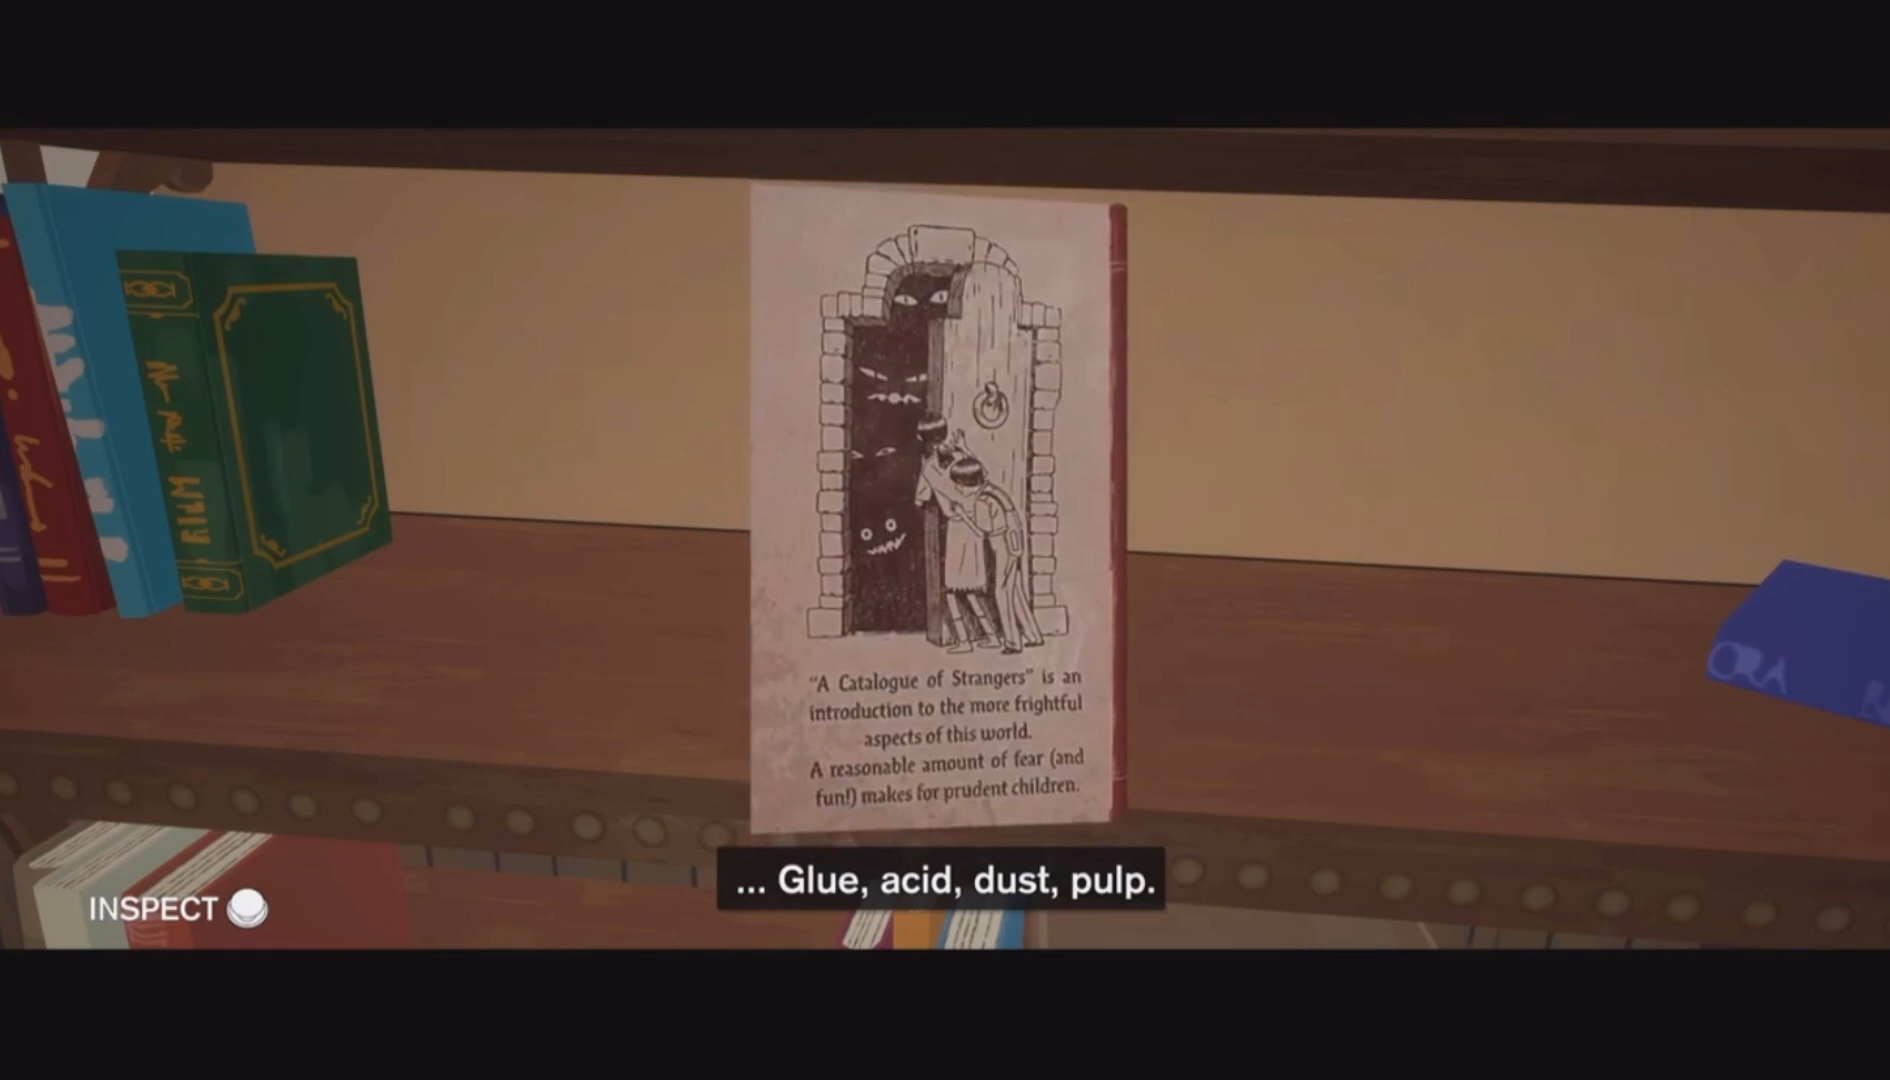 ORA
"A Catalogue of Strangers" is an
introduction to the more frightful
aspects of this world.
A reasonable amount of fear (and
fun!) makes for prudent children.
... Glue, acid, dust, pulp.
INSPECT